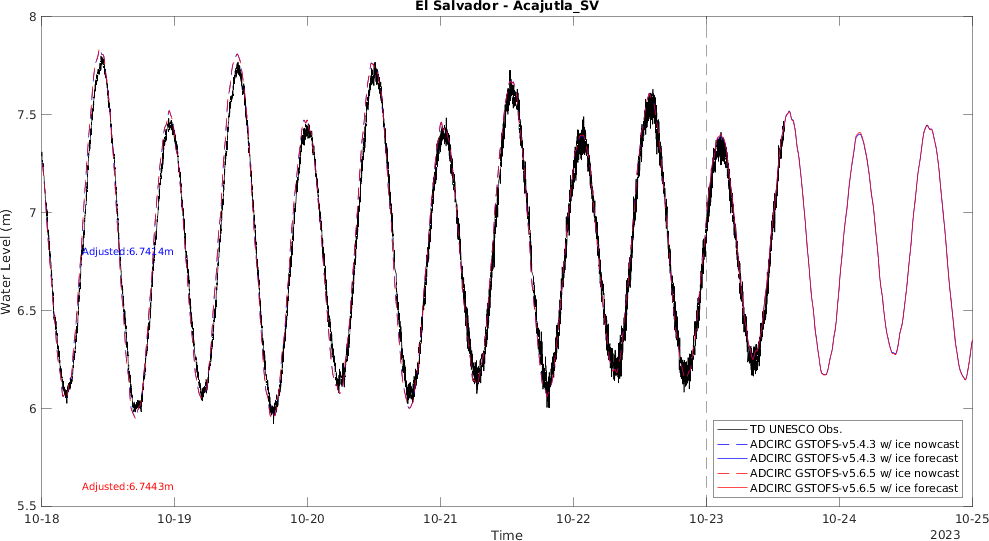 El Salvador - Acajutla_SV
8
7.5
7
6.5
6
5.5
Water Level (m)
Adjusted:6.7414m
Adjusted:6.7443m
TD UNESCO Obs.
ADCIRC GSTOFS-v5.4.3 w/ ice nowcast
ADCIRC GSTOFS-v5.4.3 w/ ice forecast
ADCIRC GSTOFS-v5.6.5 w/ ice nowcast
ADCIRC GSTOFS-v5.6.5 w/ ice forecast
10-18 10-19 10-20 10-21 10-22 10-23 10-24 10-25
Time
2023